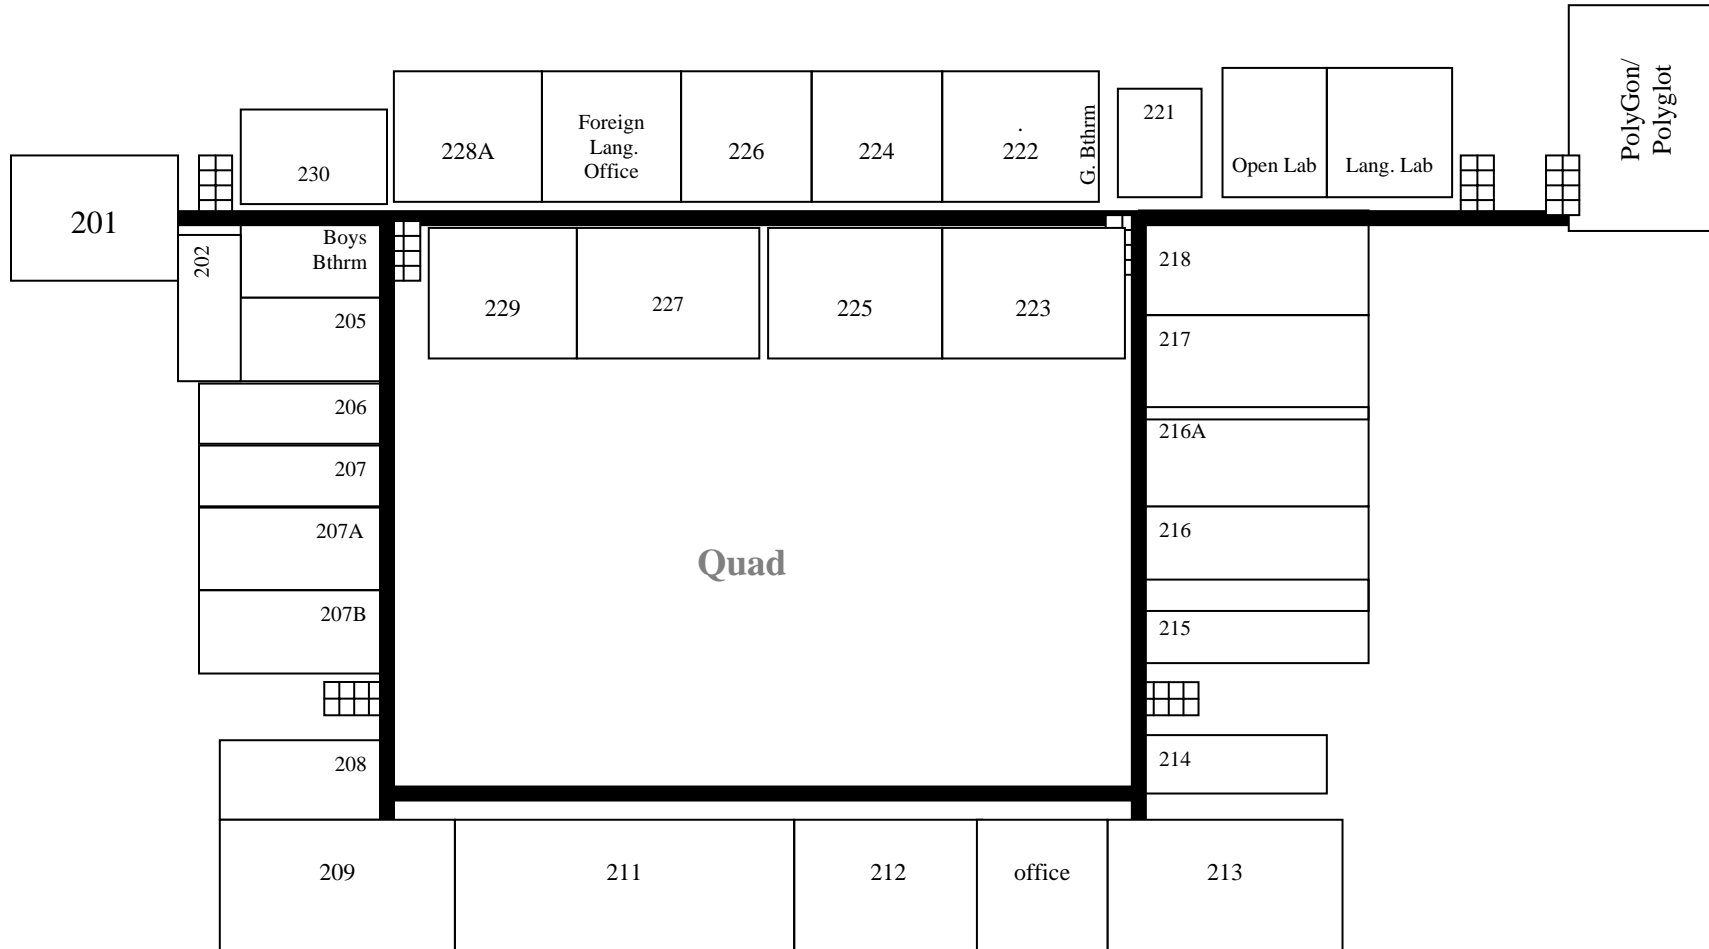 PolyGon/
Polyglot
221
Foreign
Lang.
Office
228A
226
224
.
222
G. Bthrm
Open Lab
Lang. Lab
230
201
202
Boys
Bthrm
218
229
227
225
223
205
217
206
216A
207
207A
216
Quad
207B
215
208
214
209
211
212
office
213